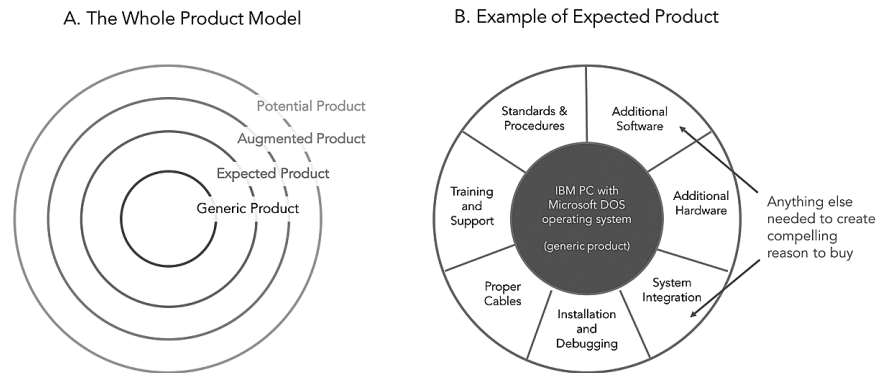 A. The Whole Product Model
Potential Product
Augmented Product
Expected Product
Generic Product
B. Example of Expected Product
Standards &
Procedures
Additional
Software
Training
and
Support
IBM PC with
Microsoft DOS
operating system
(generic product)
Additional
Hardware
Anything else
needed to create
compelling
reason to buy
Proper
Cables
System
Integration
Installation
and
Debugging